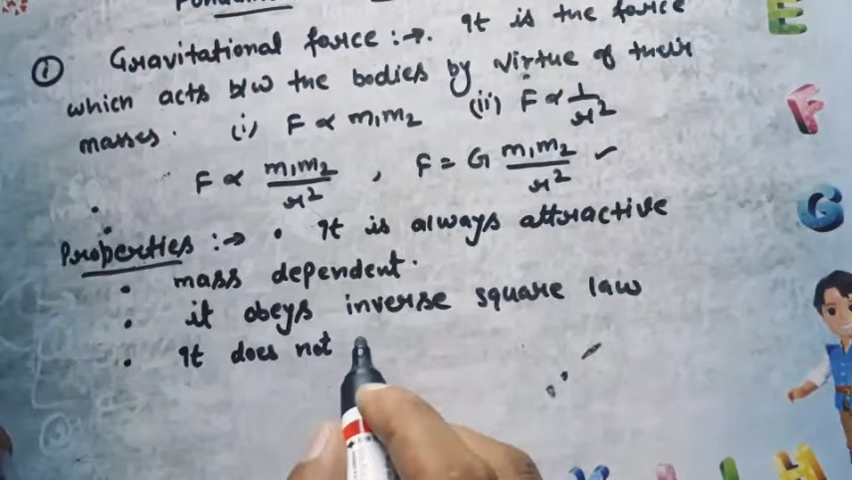 ① Gravitational force :→. It is the force
which acts b/w the bodies by virtue of their
masses. (i) F ∝ m₁m₂ (ii) F ∝ 1/r²
∴ F ∝ m₁m₂/r² , F = G m₁m₂/r² ✓
Properties :→ • It is always attractive
• mass dependent.
• it obeys inverse square law
• It does not
E
F
G
H